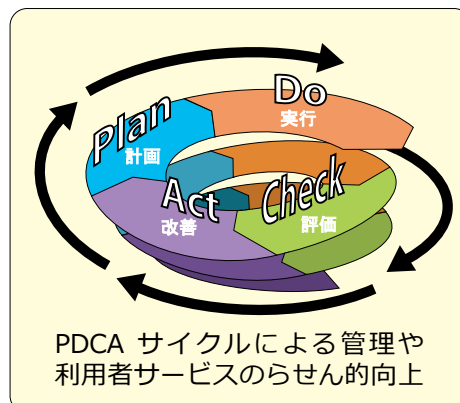 Plan
計画
Do
実行
Check
評価
Act
改善
PDCA サイクルによる管理や
利用者サービスのらせん的向上